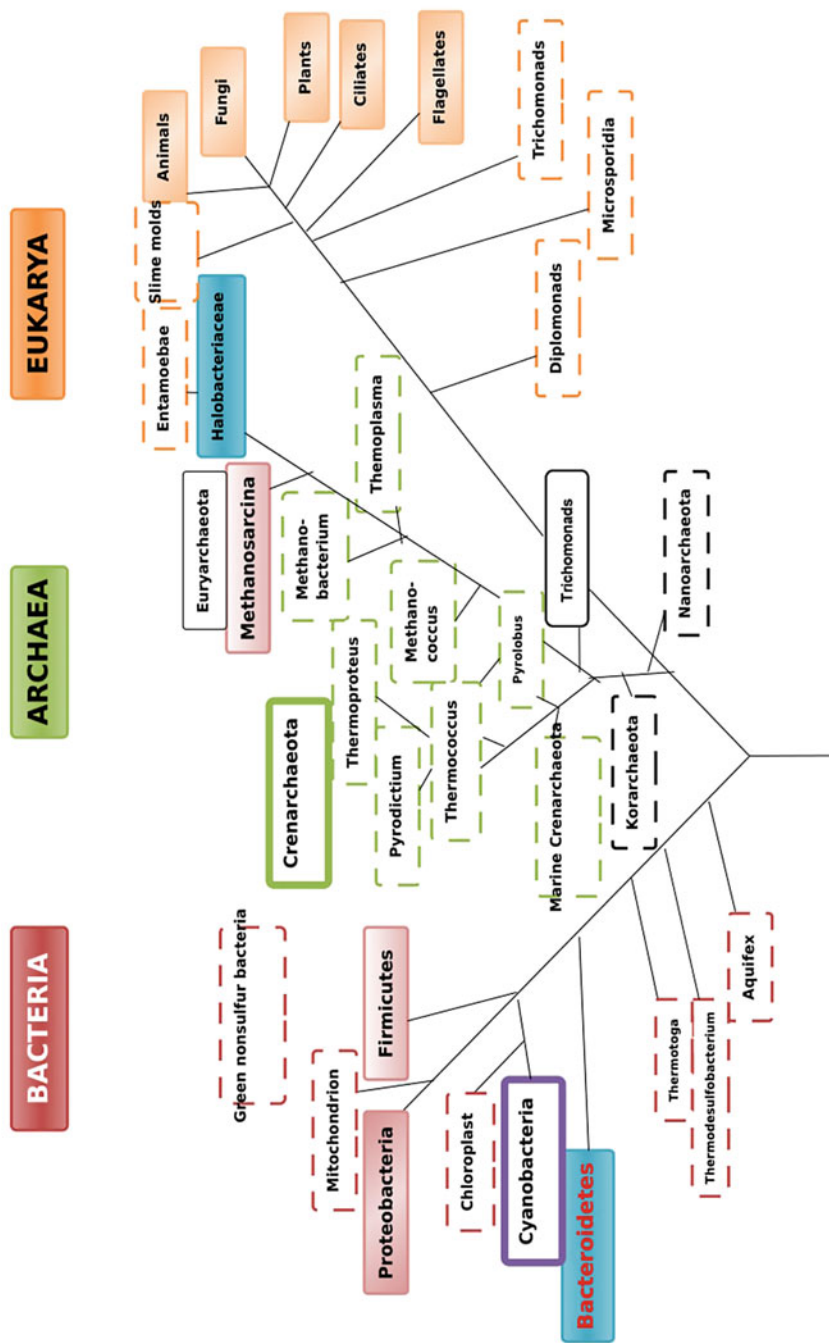 BACTERIA
ARCHAEA
EUKARYA
Green nonsulfur bacteria
Mitochondrion
Firmicutes
Proteobacteria
Chloroplast
Cyanobacteria
Bacteroidetes
Thermotoga
Thermodesulfobacterium
Aquifex
Crenarchaeota
Thermoproteus
Pyrodictium
Thermococcus
Marine Crenarchaeota
Pyrolobus
Methano-
coccus
Korarchaeota
Nanoarchaeota
Trichomonads
Euryarchaeota
Methanosarcina
Methano-
bacterium
Themoplasma
Halobacteriaceae
Entamoebae
Slime molds
Animals
Fungi
Plants
Ciliates
Flagellates
Trichomonads
Microsporidia
Diplomonads